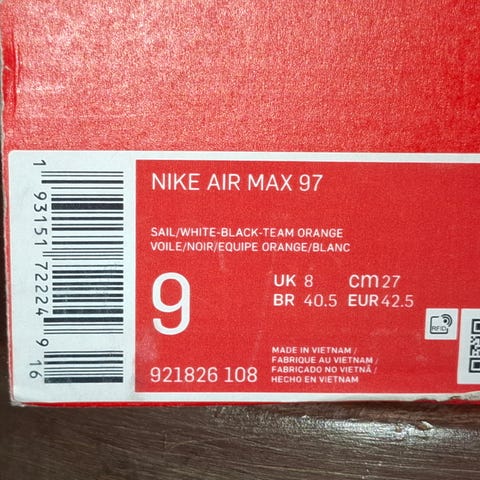 NIKE AIR MAX 97
SAIL/WHITE-BLACK-TEAM ORANGE
VOILE/NOIR/EQUIPE ORANGE/BLANC
9
UK 8 cm 27
BR 40.5 EUR 42.5
RFID
921826 108
MADE IN VIETNAM /
FABRIQUE AU VIETNAM /
FABRICADO NO VIETNÃ /
HECHO EN VIETNAM
1 93151 72224 9 16